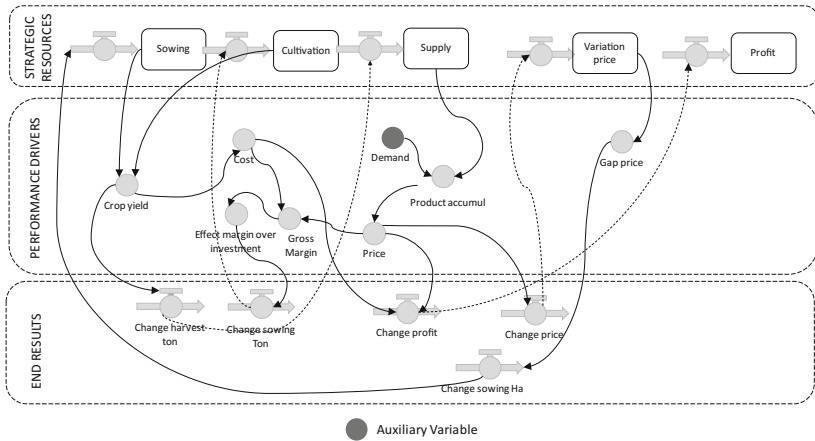 STRATEGIC
RESOURCES
Sowing
Cultivation
Supply
Variation
price
Profit
PERFORMANCE DRIVERS
Cost
Demand
Gap price
Crop yield
Product accumul
Effect margin over
investment
Gross
Margin
Price
END RESULTS
Change harvest
ton
Change sowing
Ton
Change profit
Change price
Change sowing Ha
Auxiliary Variable